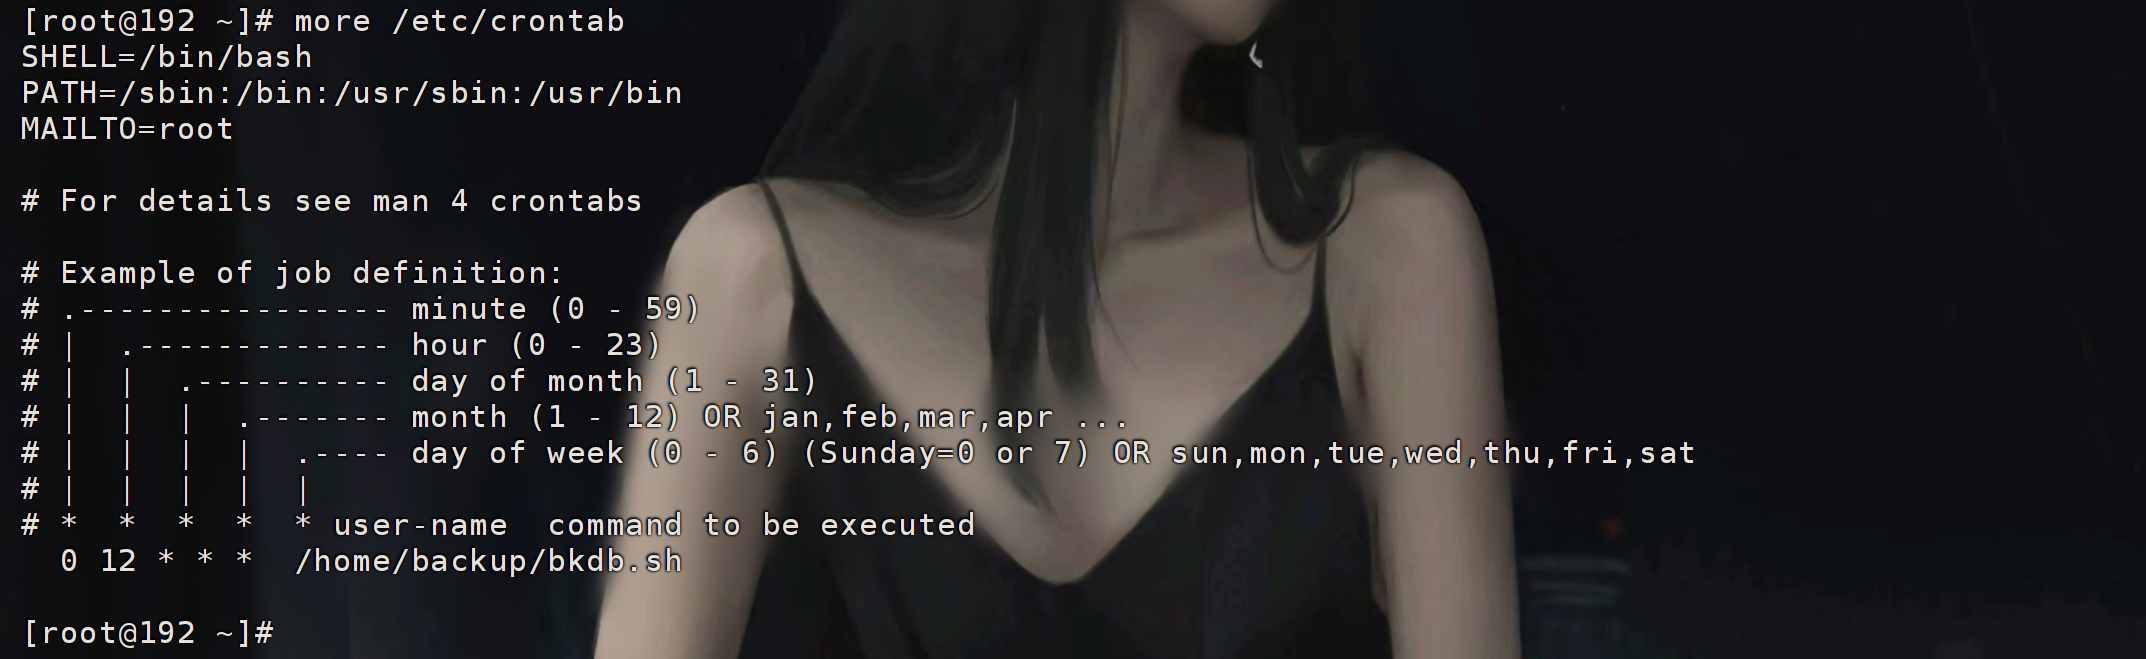 [root@192 ~]# more /etc/crontab
SHELL=/bin/bash
PATH=/sbin:/bin:/usr/sbin:/usr/bin
MAILTO=root
# For details see man 4 crontabs
# Example of job definition:
# .---------------- minute (0 - 59)
# |  .------------- hour (0 - 23)
# |  |  .---------- day of month (1 - 31)
# |  |  |  .------- month (1 - 12) OR jan,feb,mar,apr ...
# |  |  |  |  .---- day of week (0 - 6) (Sunday=0 or 7) OR sun,mon,tue,wed,thu,fri,sat
# |  |  |  |  |
# *  *  *  *  * user-name  command to be executed
  0 12 * * *  /home/backup/bkdb.sh
[root@192 ~]#